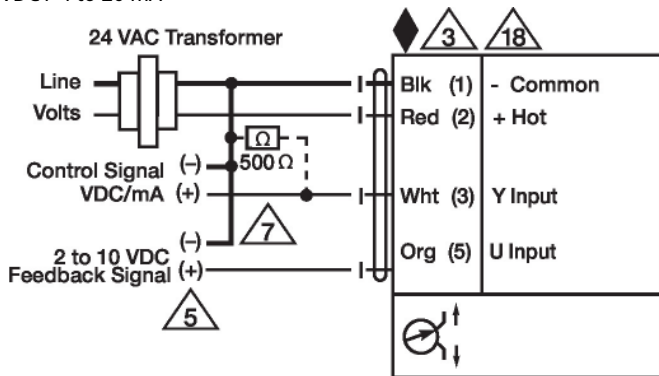 24 VAC Transformer
3
18
Line
Volts
Blk (1)
- Common
Red (2)
+ Hot
Ω
500 Ω
Control Signal (–)
VDC/mA (+)
Wht (3)
Y Input
7
(–)
2 to 10 VDC
Feedback Signal (+)
Org (5)
U Input
5